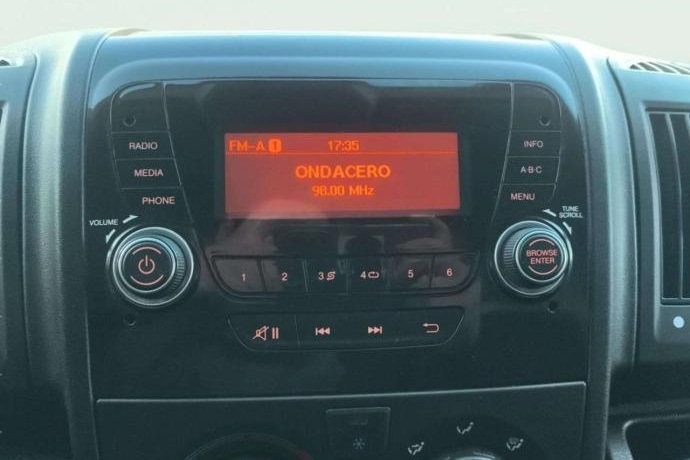 FM-A 1 17:35
ONDACERO
98.00 MHz
RADIO
MEDIA
PHONE
VOLUME
INFO
A·B·C
MENU
TUNE
SCROLL
BROWSE
ENTER
1 2 3 4 5 6